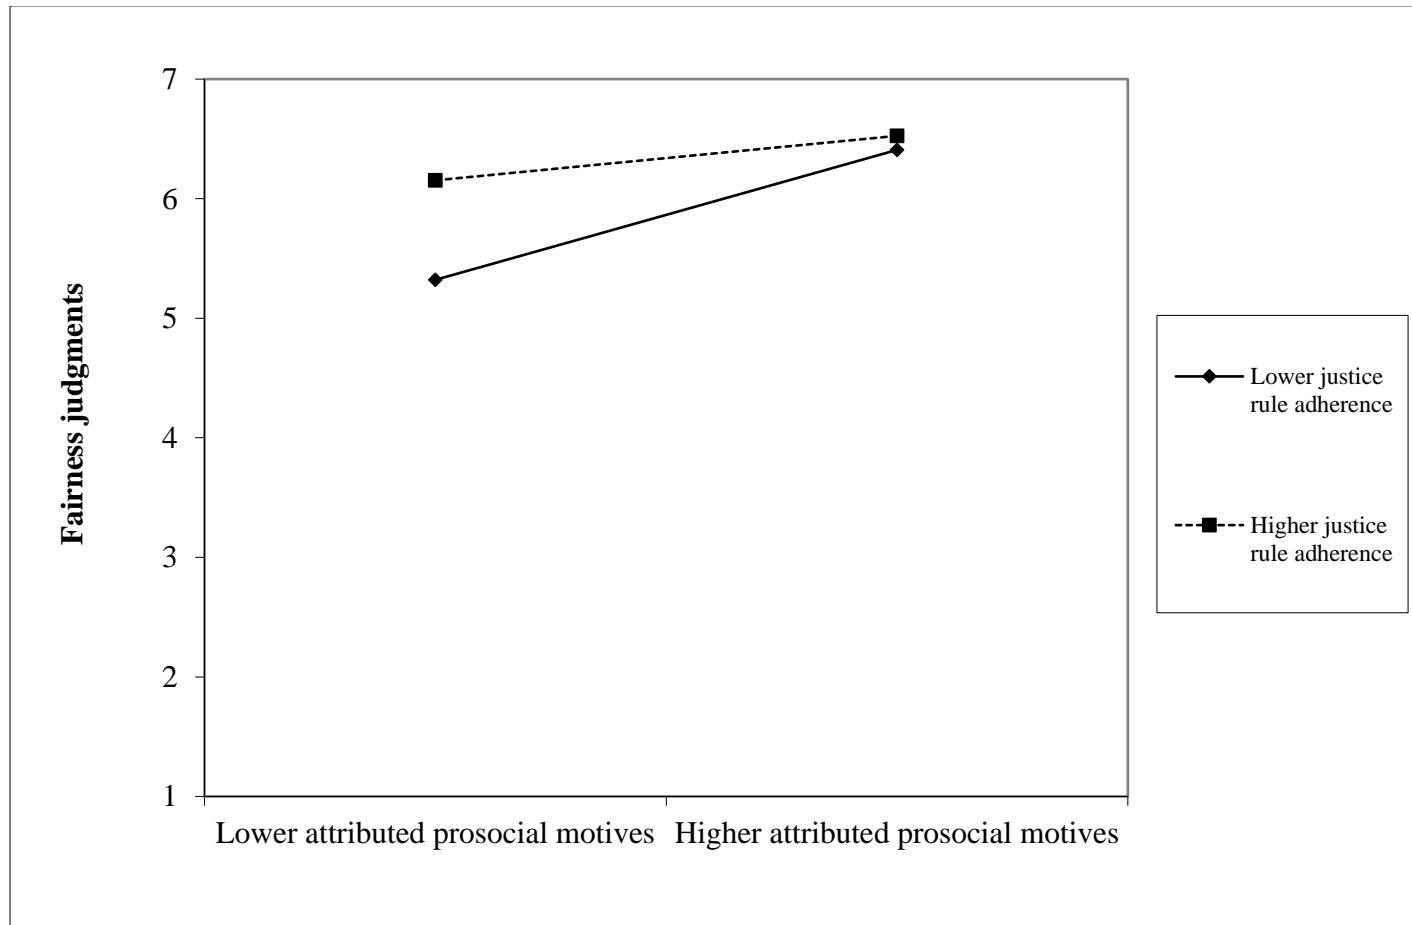 7
6
5
4
3
2
1
Fairness judgments
Lower attributed prosocial motives
Higher attributed prosocial motives
Lower justice
rule adherence
Higher justice
rule adherence